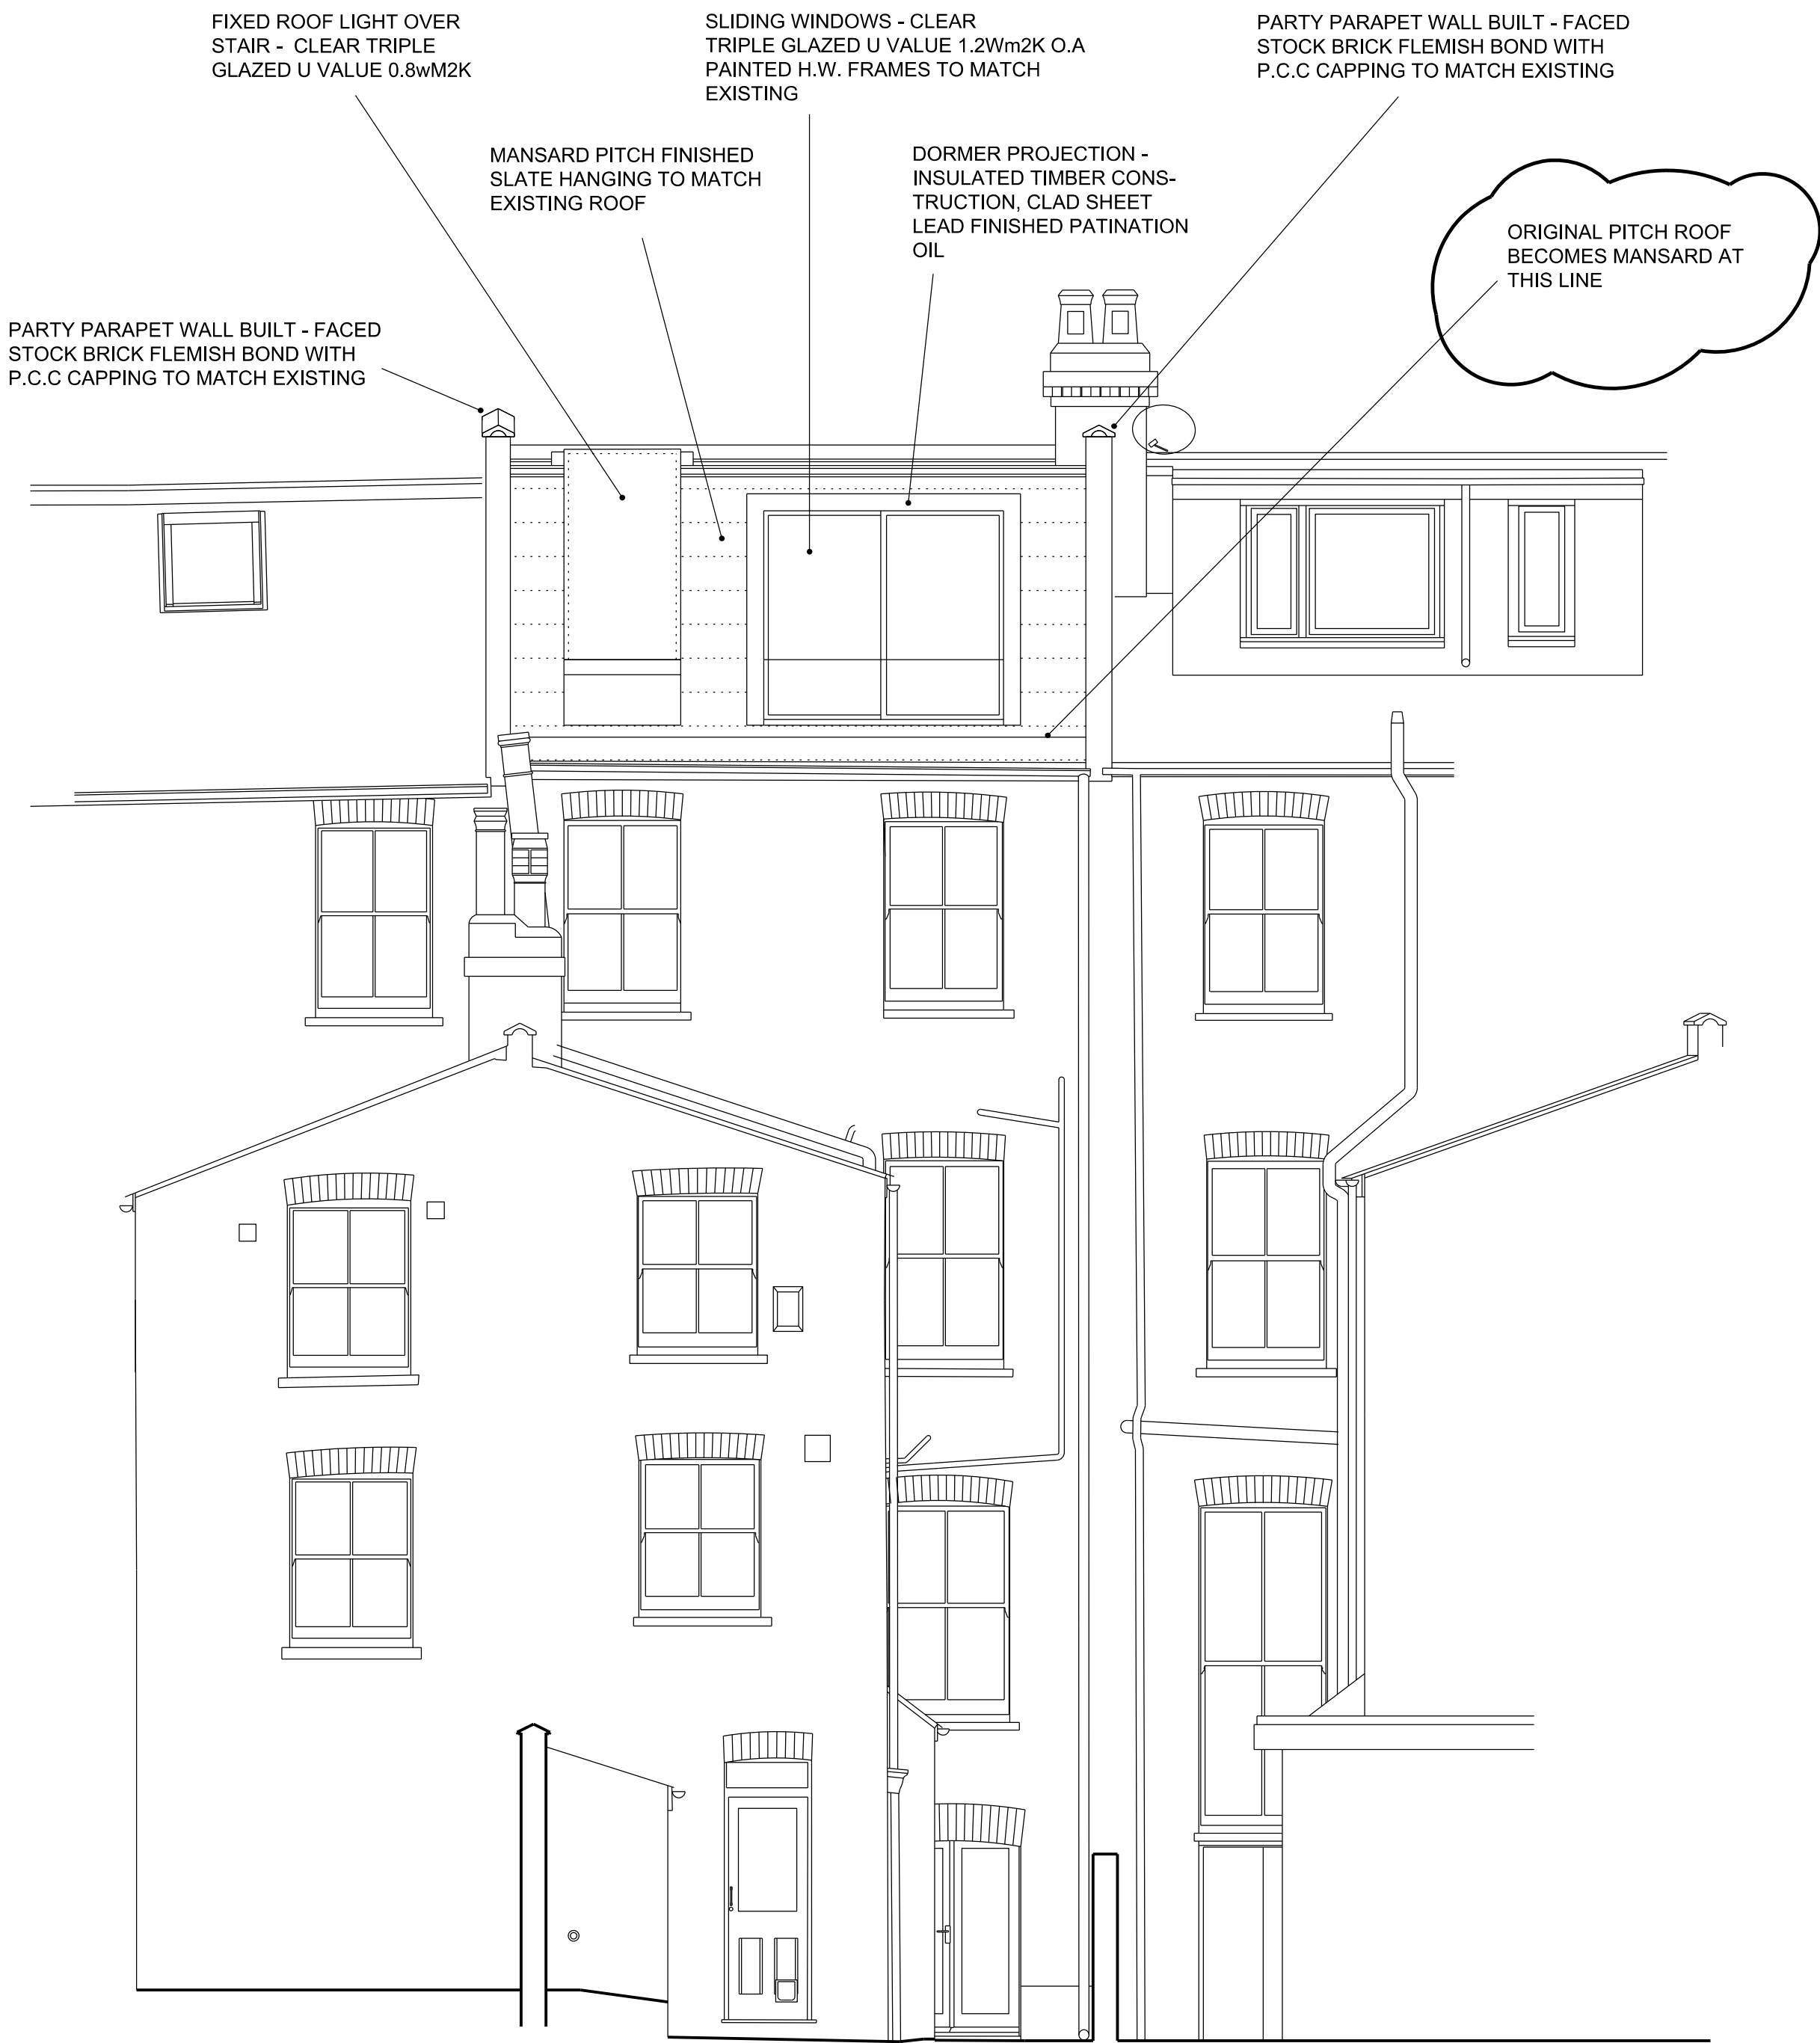 FIXED ROOF LIGHT OVER
STAIR - CLEAR TRIPLE
GLAZED U VALUE 0.8wM2K
SLIDING WINDOWS - CLEAR
TRIPLE GLAZED U VALUE 1.2Wm2K O.A
PAINTED H.W. FRAMES TO MATCH
EXISTING
PARTY PARAPET WALL BUILT - FACED
STOCK BRICK FLEMISH BOND WITH
P.C.C CAPPING TO MATCH EXISTING
MANSARD PITCH FINISHED
SLATE HANGING TO MATCH
EXISTING ROOF
DORMER PROJECTION -
INSULATED TIMBER CONS-
TRUCTION, CLAD SHEET
LEAD FINISHED PATINATION
OIL
ORIGINAL PITCH ROOF
BECOMES MANSARD AT
THIS LINE
PARTY PARAPET WALL BUILT - FACED
STOCK BRICK FLEMISH BOND WITH
P.C.C CAPPING TO MATCH EXISTING